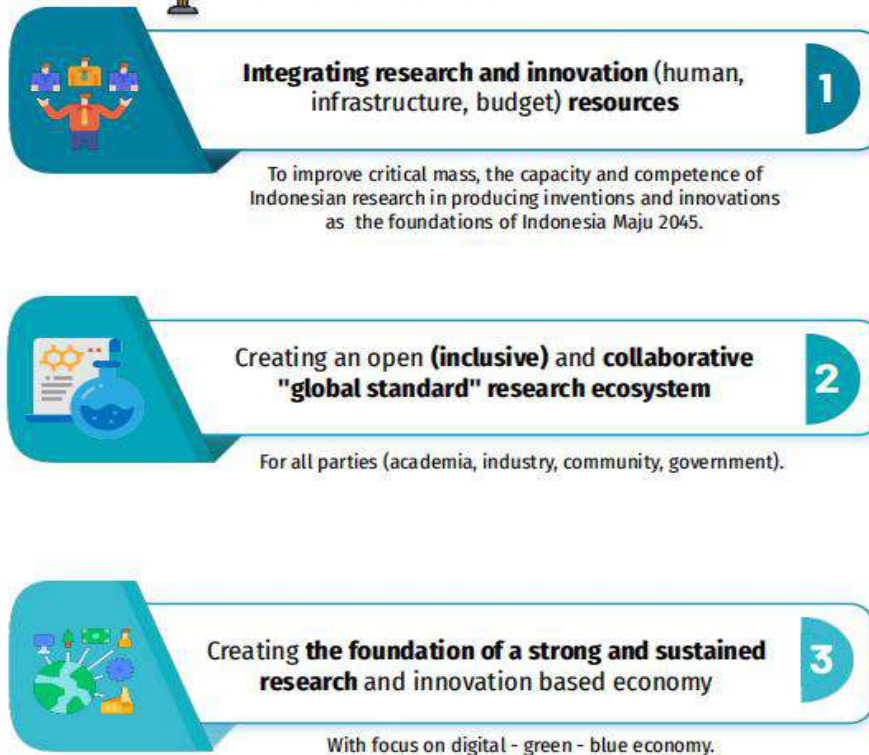 Integrating research and innovation (human,
infrastructure, budget) resources
1
To improve critical mass, the capacity and competence of
Indonesian research in producing inventions and innovations
as the foundations of Indonesia Maju 2045.
Creating an open (inclusive) and collaborative
"global standard" research ecosystem
2
For all parties (academia, industry, community, government).
Creating the foundation of a strong and sustained
research and innovation based economy
3
With focus on digital - green - blue economy.